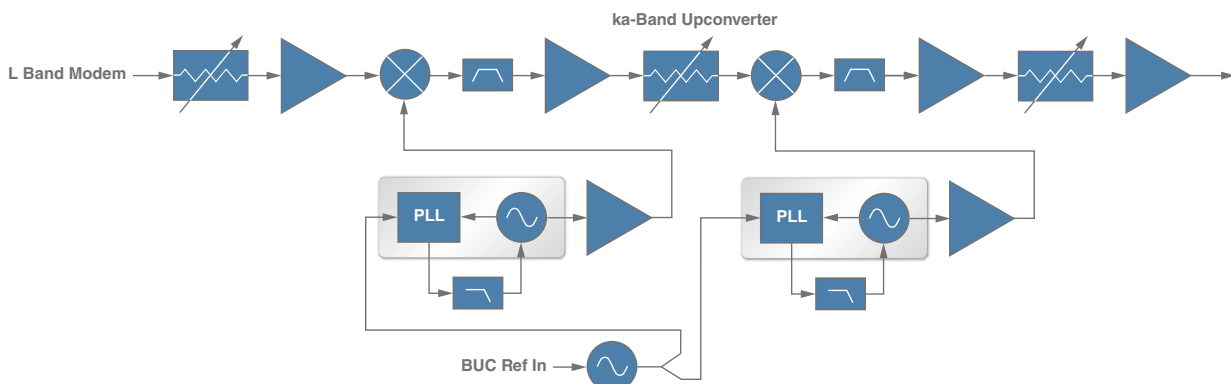 ka-Band Upconverter
L Band Modem
PLL
PLL
BUC Ref In